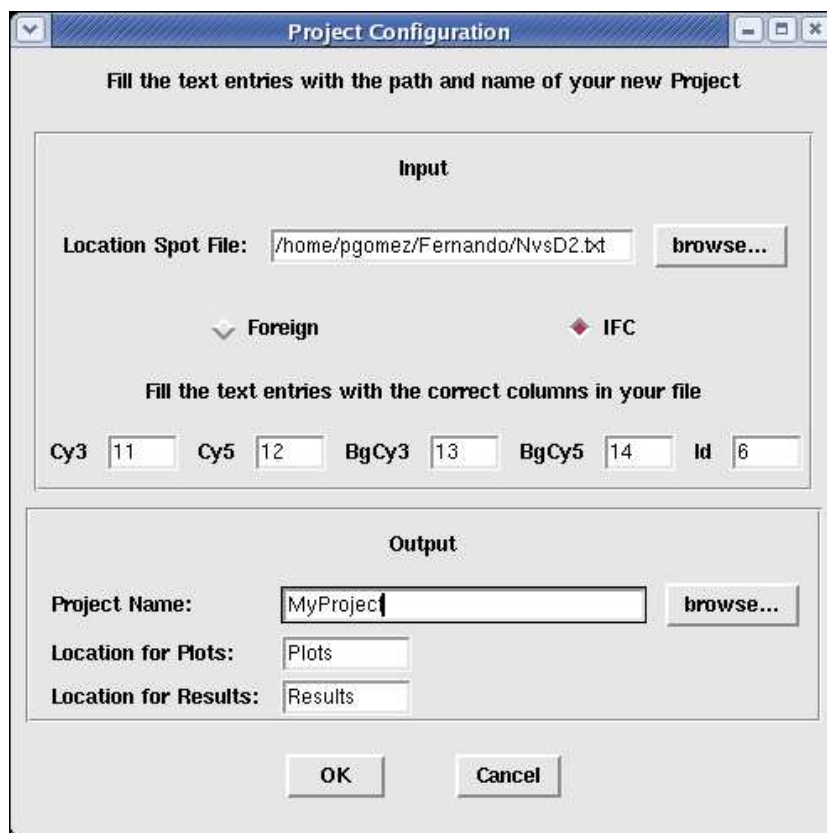 Project Configuration
Fill the text entries with the path and name of your new Project
Input
Location Spot File: /home/pgomez/Fernando/NvsD2.txt browse...
Foreign IFC
Fill the text entries with the correct columns in your file
Cy3 11 Cy5 12 BgCy3 13 BgCy5 14 Id 6
Output
Project Name: MyProject browse...
Location for Plots: Plots
Location for Results: Results
OK Cancel